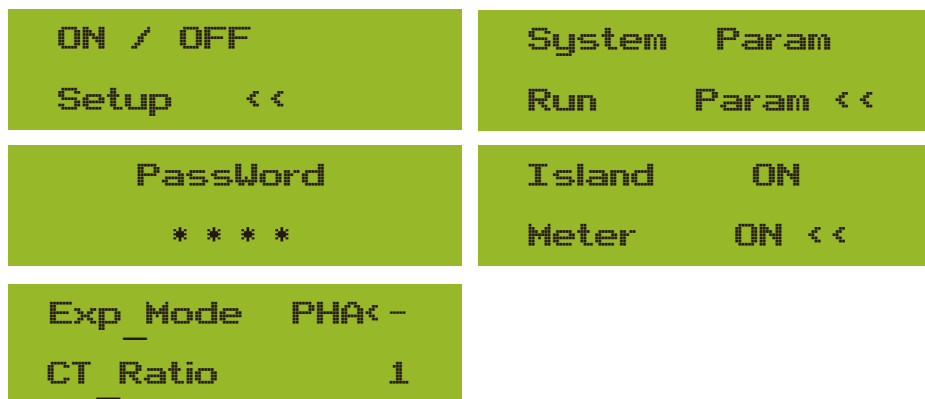 ON / OFF
Setup <<
System Param
Run Param <<
PassWord
* * * *
Island ON
Meter ON <<
Exp_Mode PHA<-
CT_Ratio 1